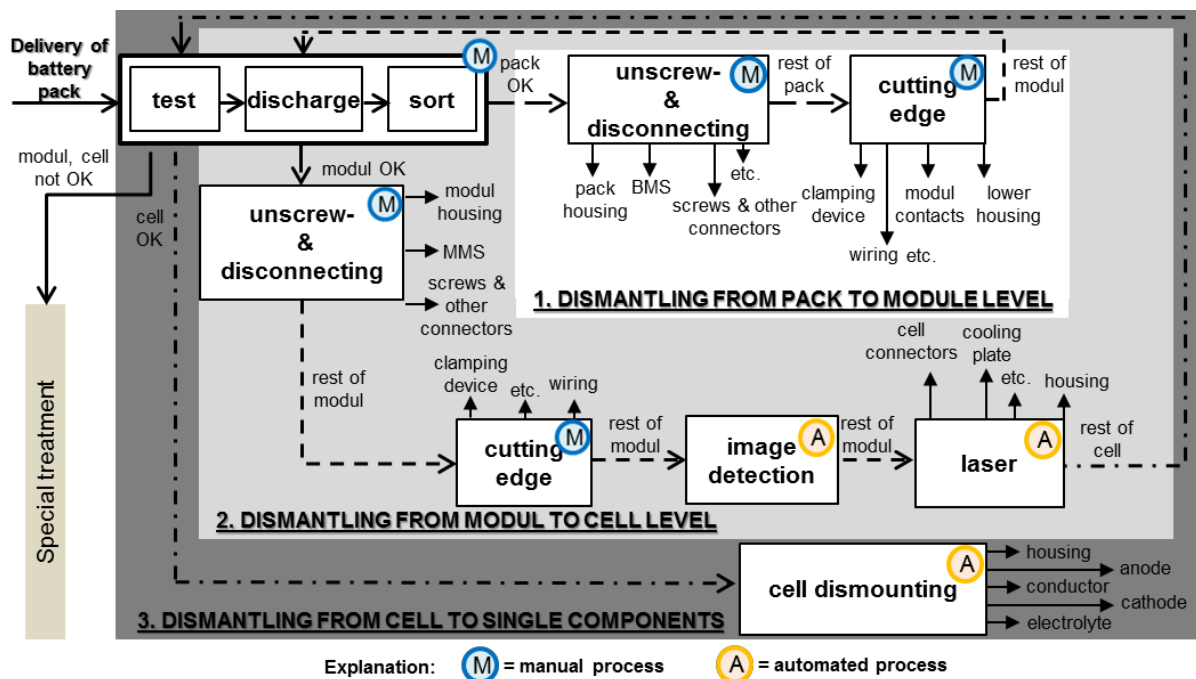 Delivery of
battery
pack
test
discharge
sort
M
pack
OK
unscrew-
&
disconnecting
M
rest of
pack
cutting
edge
M
rest of
modul
modul, cell
not OK
cell
OK
modul OK
pack
housing
BMS
screws & other
connectors
etc.
clamping
device
wiring etc.
modul
contacts
lower
housing
1. DISMANTLING FROM PACK TO MODULE LEVEL
unscrew-
&
disconnecting
M
modul
housing
MMS
screws &
other
connectors
rest of
modul
clamping
device
etc.
wiring
cutting
edge
M
rest of
modul
image
detection
A
rest of
modul
cell
connectors
cooling
plate
etc.
housing
laser
A
rest of
cell
2. DISMANTLING FROM MODUL TO CELL LEVEL
Special treatment
cell dismounting
A
housing
anode
conductor
cathode
electrolyte
3. DISMANTLING FROM CELL TO SINGLE COMPONENTS
Explanation: M = manual process A = automated process